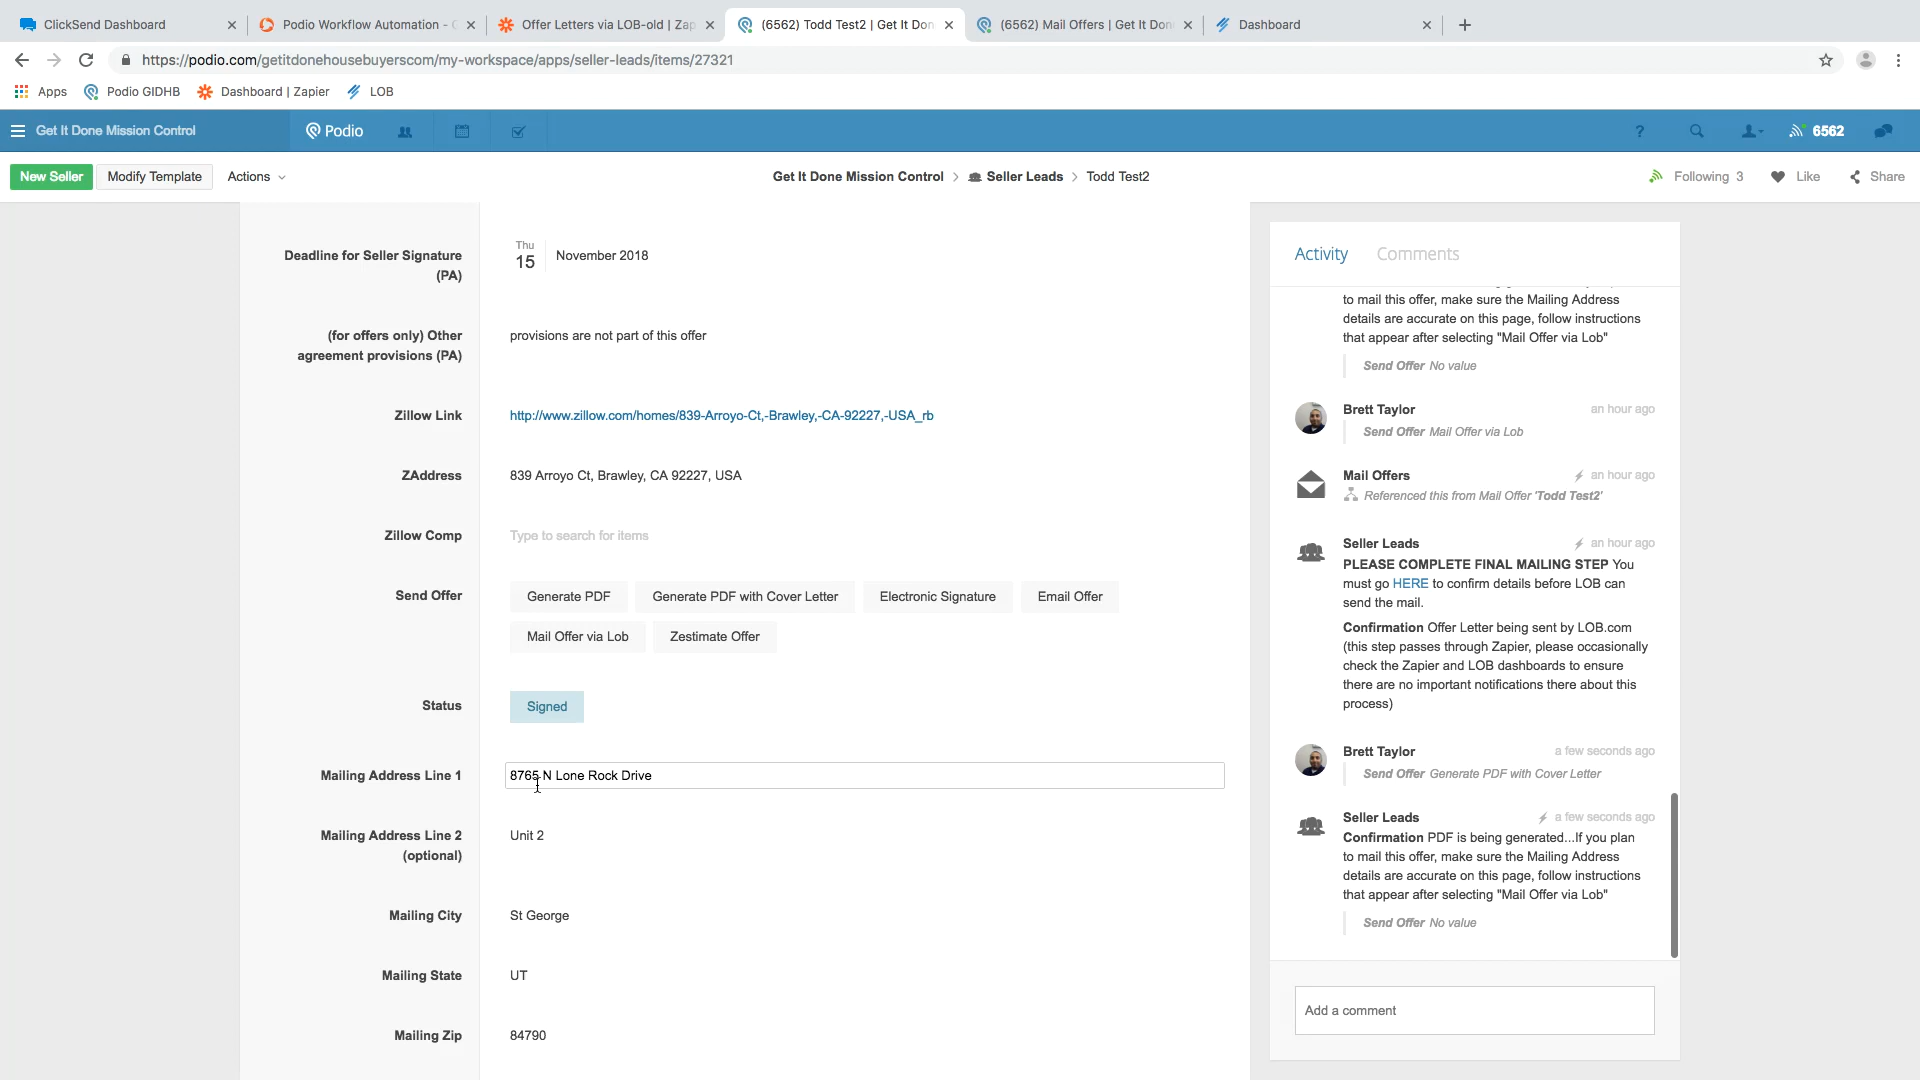 ClickSend Dashboard
Podio Workflow Automation -
Offer Letters via LOB-old | Zap
(6562) Todd Test2 | Get It Don
(6562) Mail Offers | Get It Don
Dashboard
https://podio.com/getitdonehousebuyerscom/my-workspace/apps/seller-leads/items/27321
Apps
Podio GIDHB
Dashboard | Zapier
LOB
Get It Done Mission Control
Podio
?
6562
New Seller
Modify Template
Actions
Get It Done Mission Control > Seller Leads > Todd Test2
Following 3
Like
Share
Deadline for Seller Signature
(PA)
Thu
15
November 2018
(for offers only) Other
agreement provisions (PA)
provisions are not part of this offer
Zillow Link
http://www.zillow.com/homes/839-Arroyo-Ct,-Brawley,-CA-92227,-USA_rb
ZAddress
839 Arroyo Ct, Brawley, CA 92227, USA
Zillow Comp
Type to search for items
Send Offer
Generate PDF
Generate PDF with Cover Letter
Electronic Signature
Email Offer
Mail Offer via Lob
Zestimate Offer
Status
Signed
Mailing Address Line 1
8765 N Lone Rock Drive
Mailing Address Line 2
(optional)
Unit 2
Mailing City
St George
Mailing State
UT
Mailing Zip
84790
Activity
Comments
to mail this offer, make sure the Mailing Address
details are accurate on this page, follow instructions
that appear after selecting "Mail Offer via Lob"
Send Offer No value
Brett Taylor
an hour ago
Send Offer Mail Offer via Lob
Mail Offers
an hour ago
Referenced this from Mail Offer 'Todd Test2'
Seller Leads
an hour ago
PLEASE COMPLETE FINAL MAILING STEP You
must go HERE to confirm details before LOB can
send the mail.
Confirmation Offer Letter being sent by LOB.com
(this step passes through Zapier, please occasionally
check the Zapier and LOB dashboards to ensure
there are no important notifications there about this
process)
Brett Taylor
a few seconds ago
Send Offer Generate PDF with Cover Letter
Seller Leads
a few seconds ago
Confirmation PDF is being generated...If you plan
to mail this offer, make sure the Mailing Address
details are accurate on this page, follow instructions
that appear after selecting "Mail Offer via Lob"
Send Offer No value
Add a comment